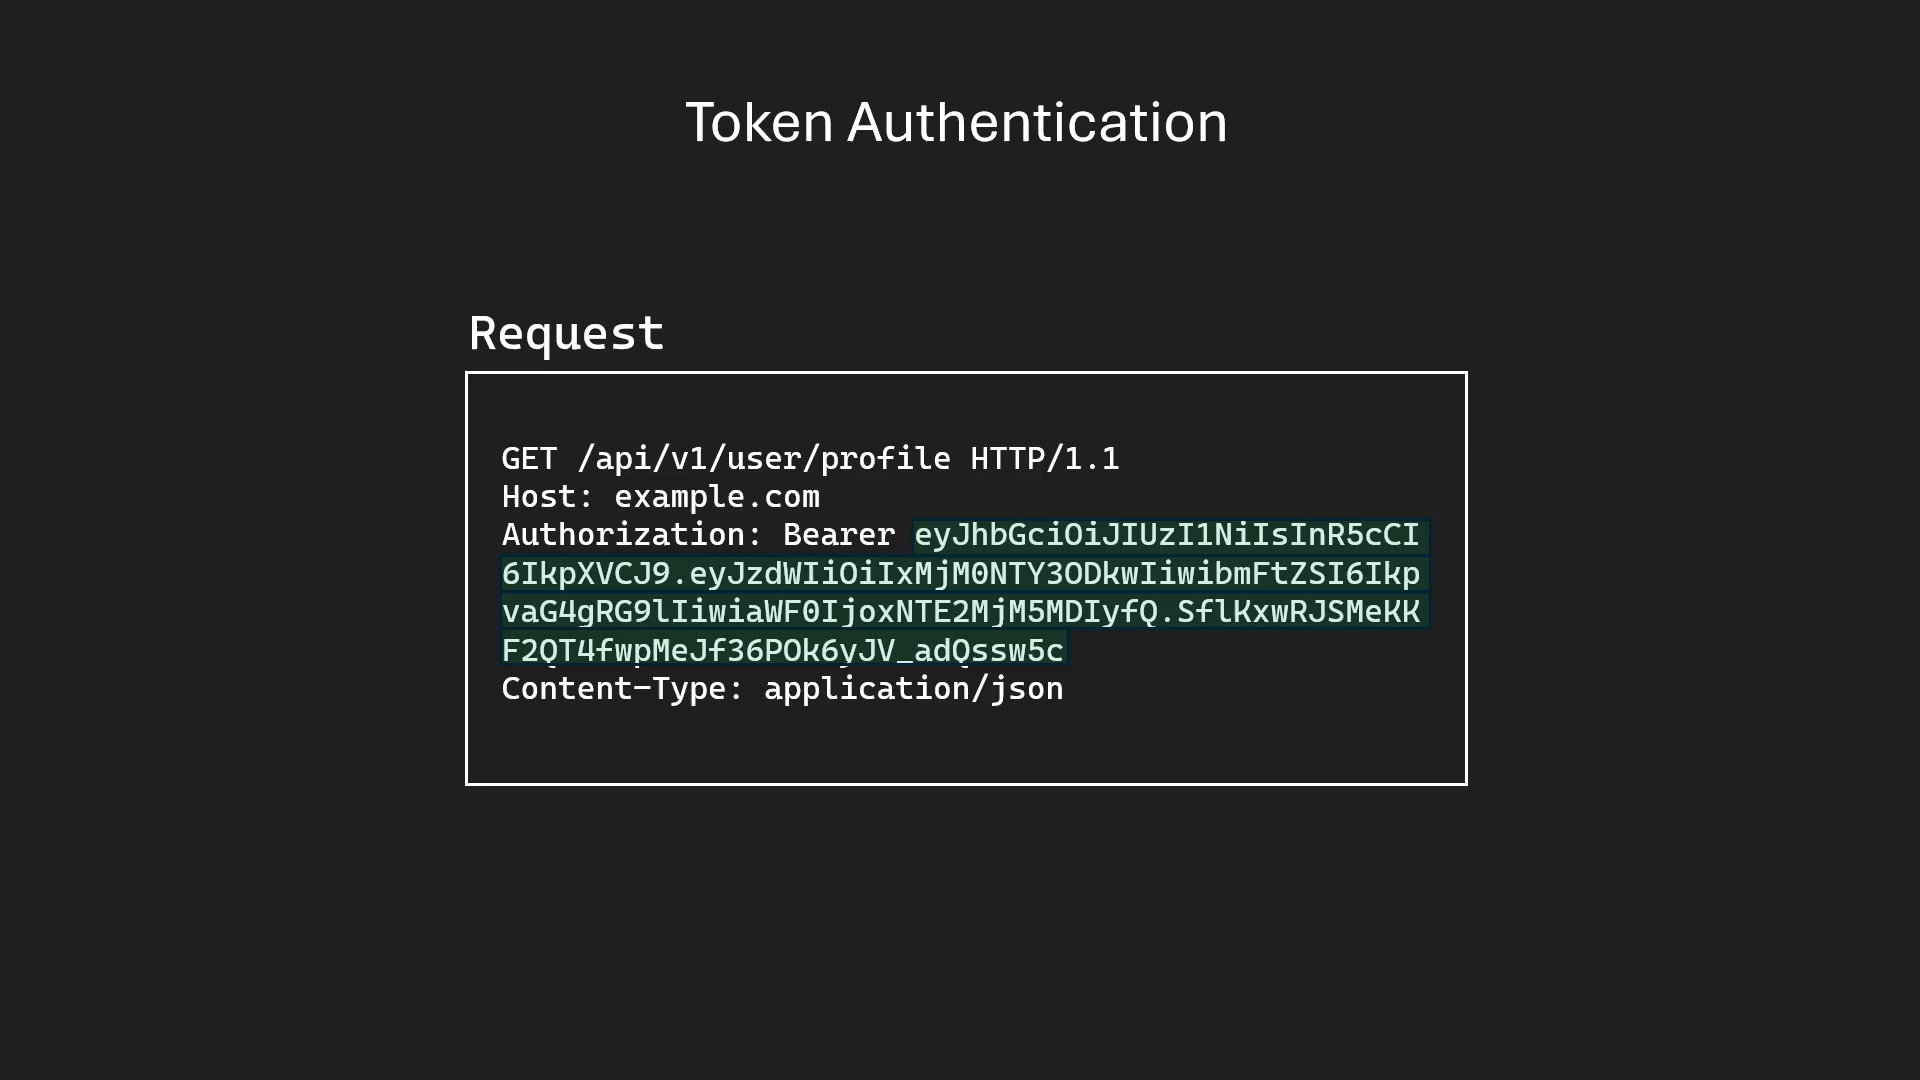 Token Authentication
Request
GET /api/v1/user/profile HTTP/1.1
Host: example.com
Authorization: Bearer eyJhbGciOiJIUzI1NiIsInR5cCI
6IkpXVCJ9.eyJzdWIiOiIxMjM0NTY3ODkwIiwibmFtZSI6Ikp
vaG4gRG9lIiwiaWF0IjoxNTE2MjM5MDIyfQ.SflKxwRJSMeKK
F2QT4fwpMeJf36POk6yJV_adQssw5c
Content-Type: application/json